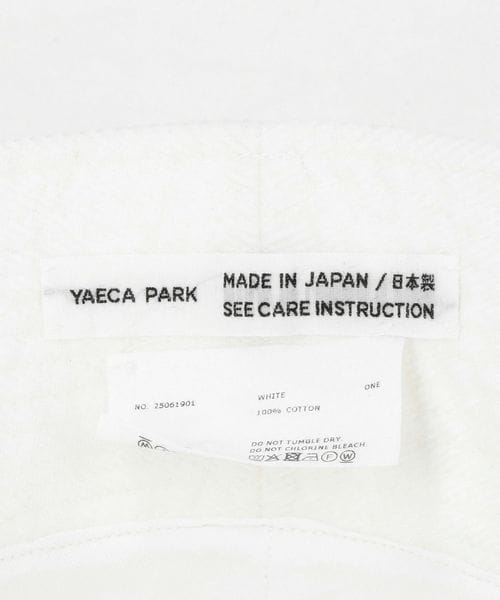 YAECA PARK
MADE IN JAPAN / 日本製
SEE CARE INSTRUCTION
NO. 25061901
WHITE
ONE
100% COTTON
DO NOT TUMBLE DRY.
DO NOT CHLORINE BLEACH.
W F W